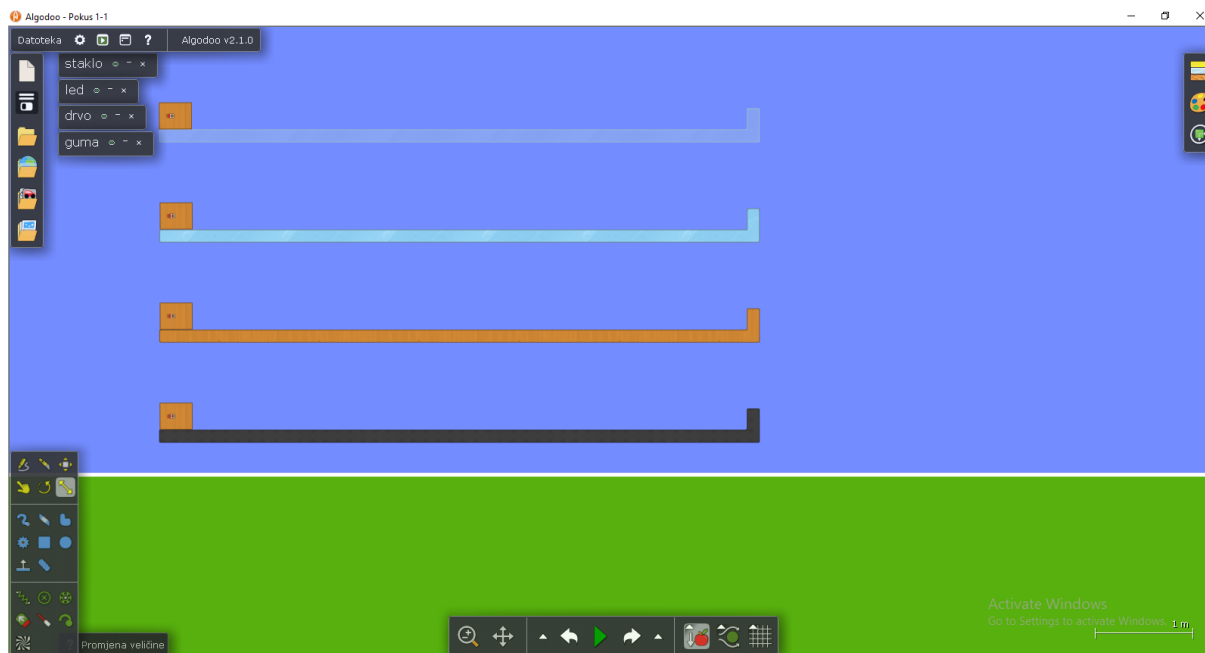 Algodoo - Pokus 1-1
Datoteka ? Algodoo v2.1.0
staklo
led
drvo
guma
Activate Windows
Go to Settings to activate Windows.
1 m
? Promjena veličine